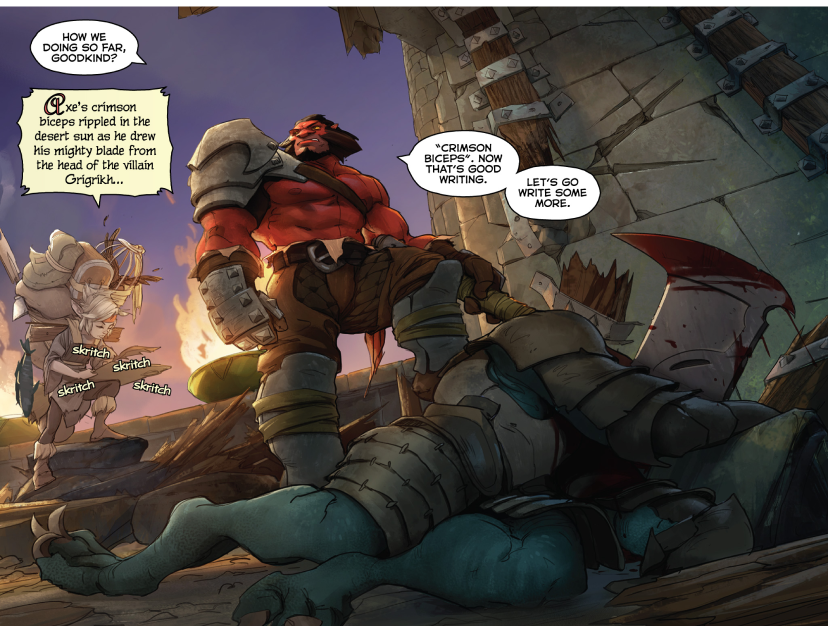 HOW WE
DOING SO FAR,
GOODKIND?
Axe's crimson
biceps rippled in the
desert sun as he drew
his mighty blade from
the head of the villain
Grigrikh...
"CRIMSON
BICEPS". NOW
THAT'S GOOD
WRITING.
LET'S GO
WRITE SOME
MORE.
skritch
skritch
skritch
skritch